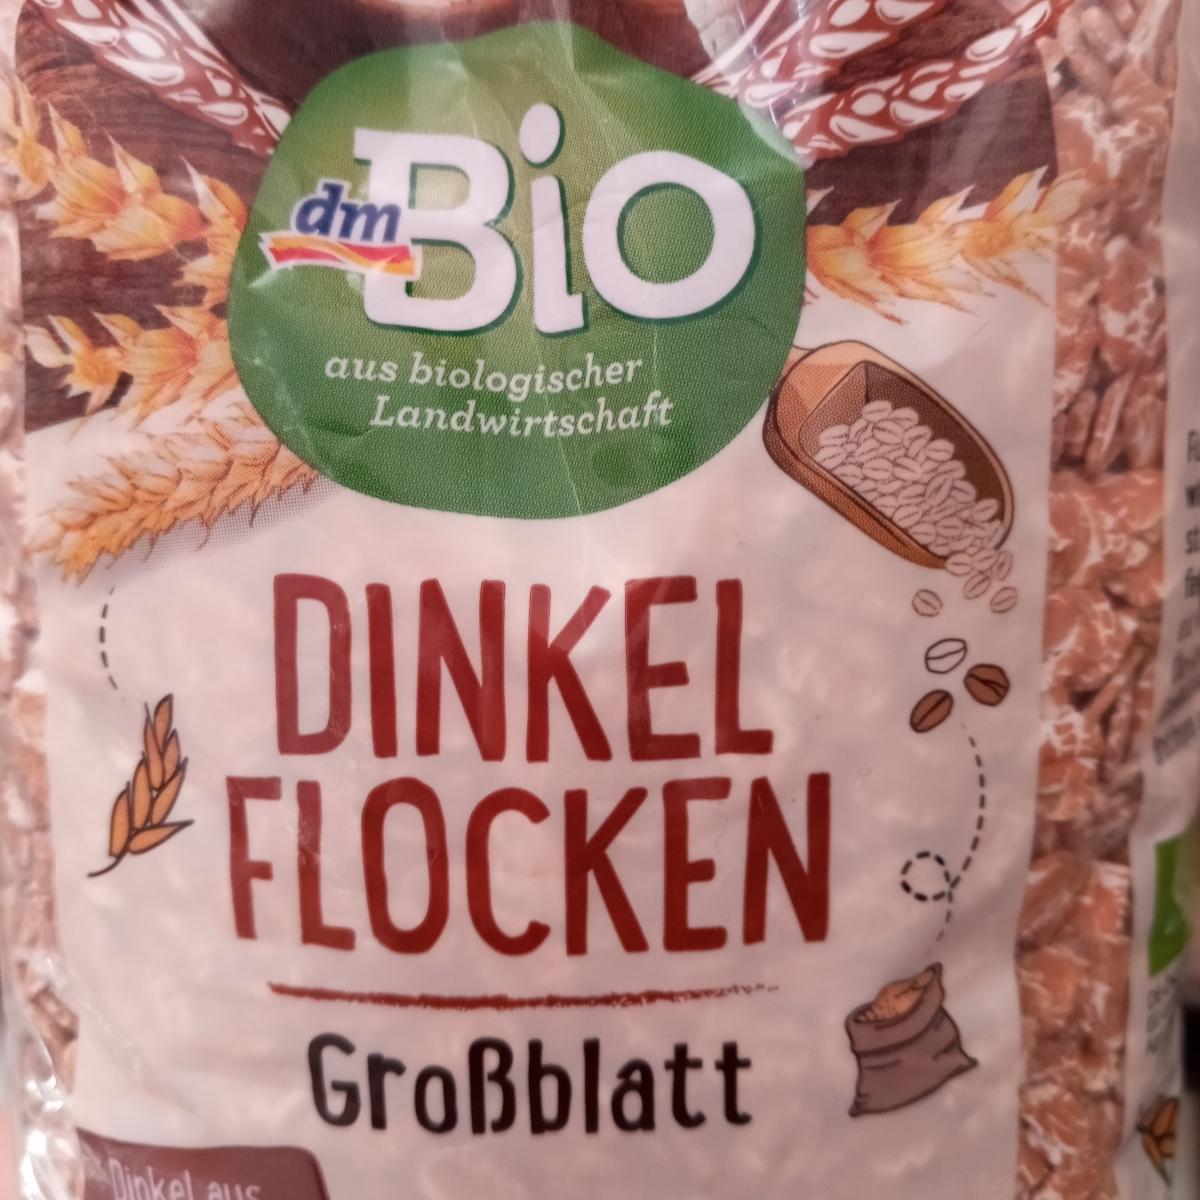 dm
Bio
aus biologischer
Landwirtschaft
DINKEL
FLOCKEN
Großblatt
Dinkel aus